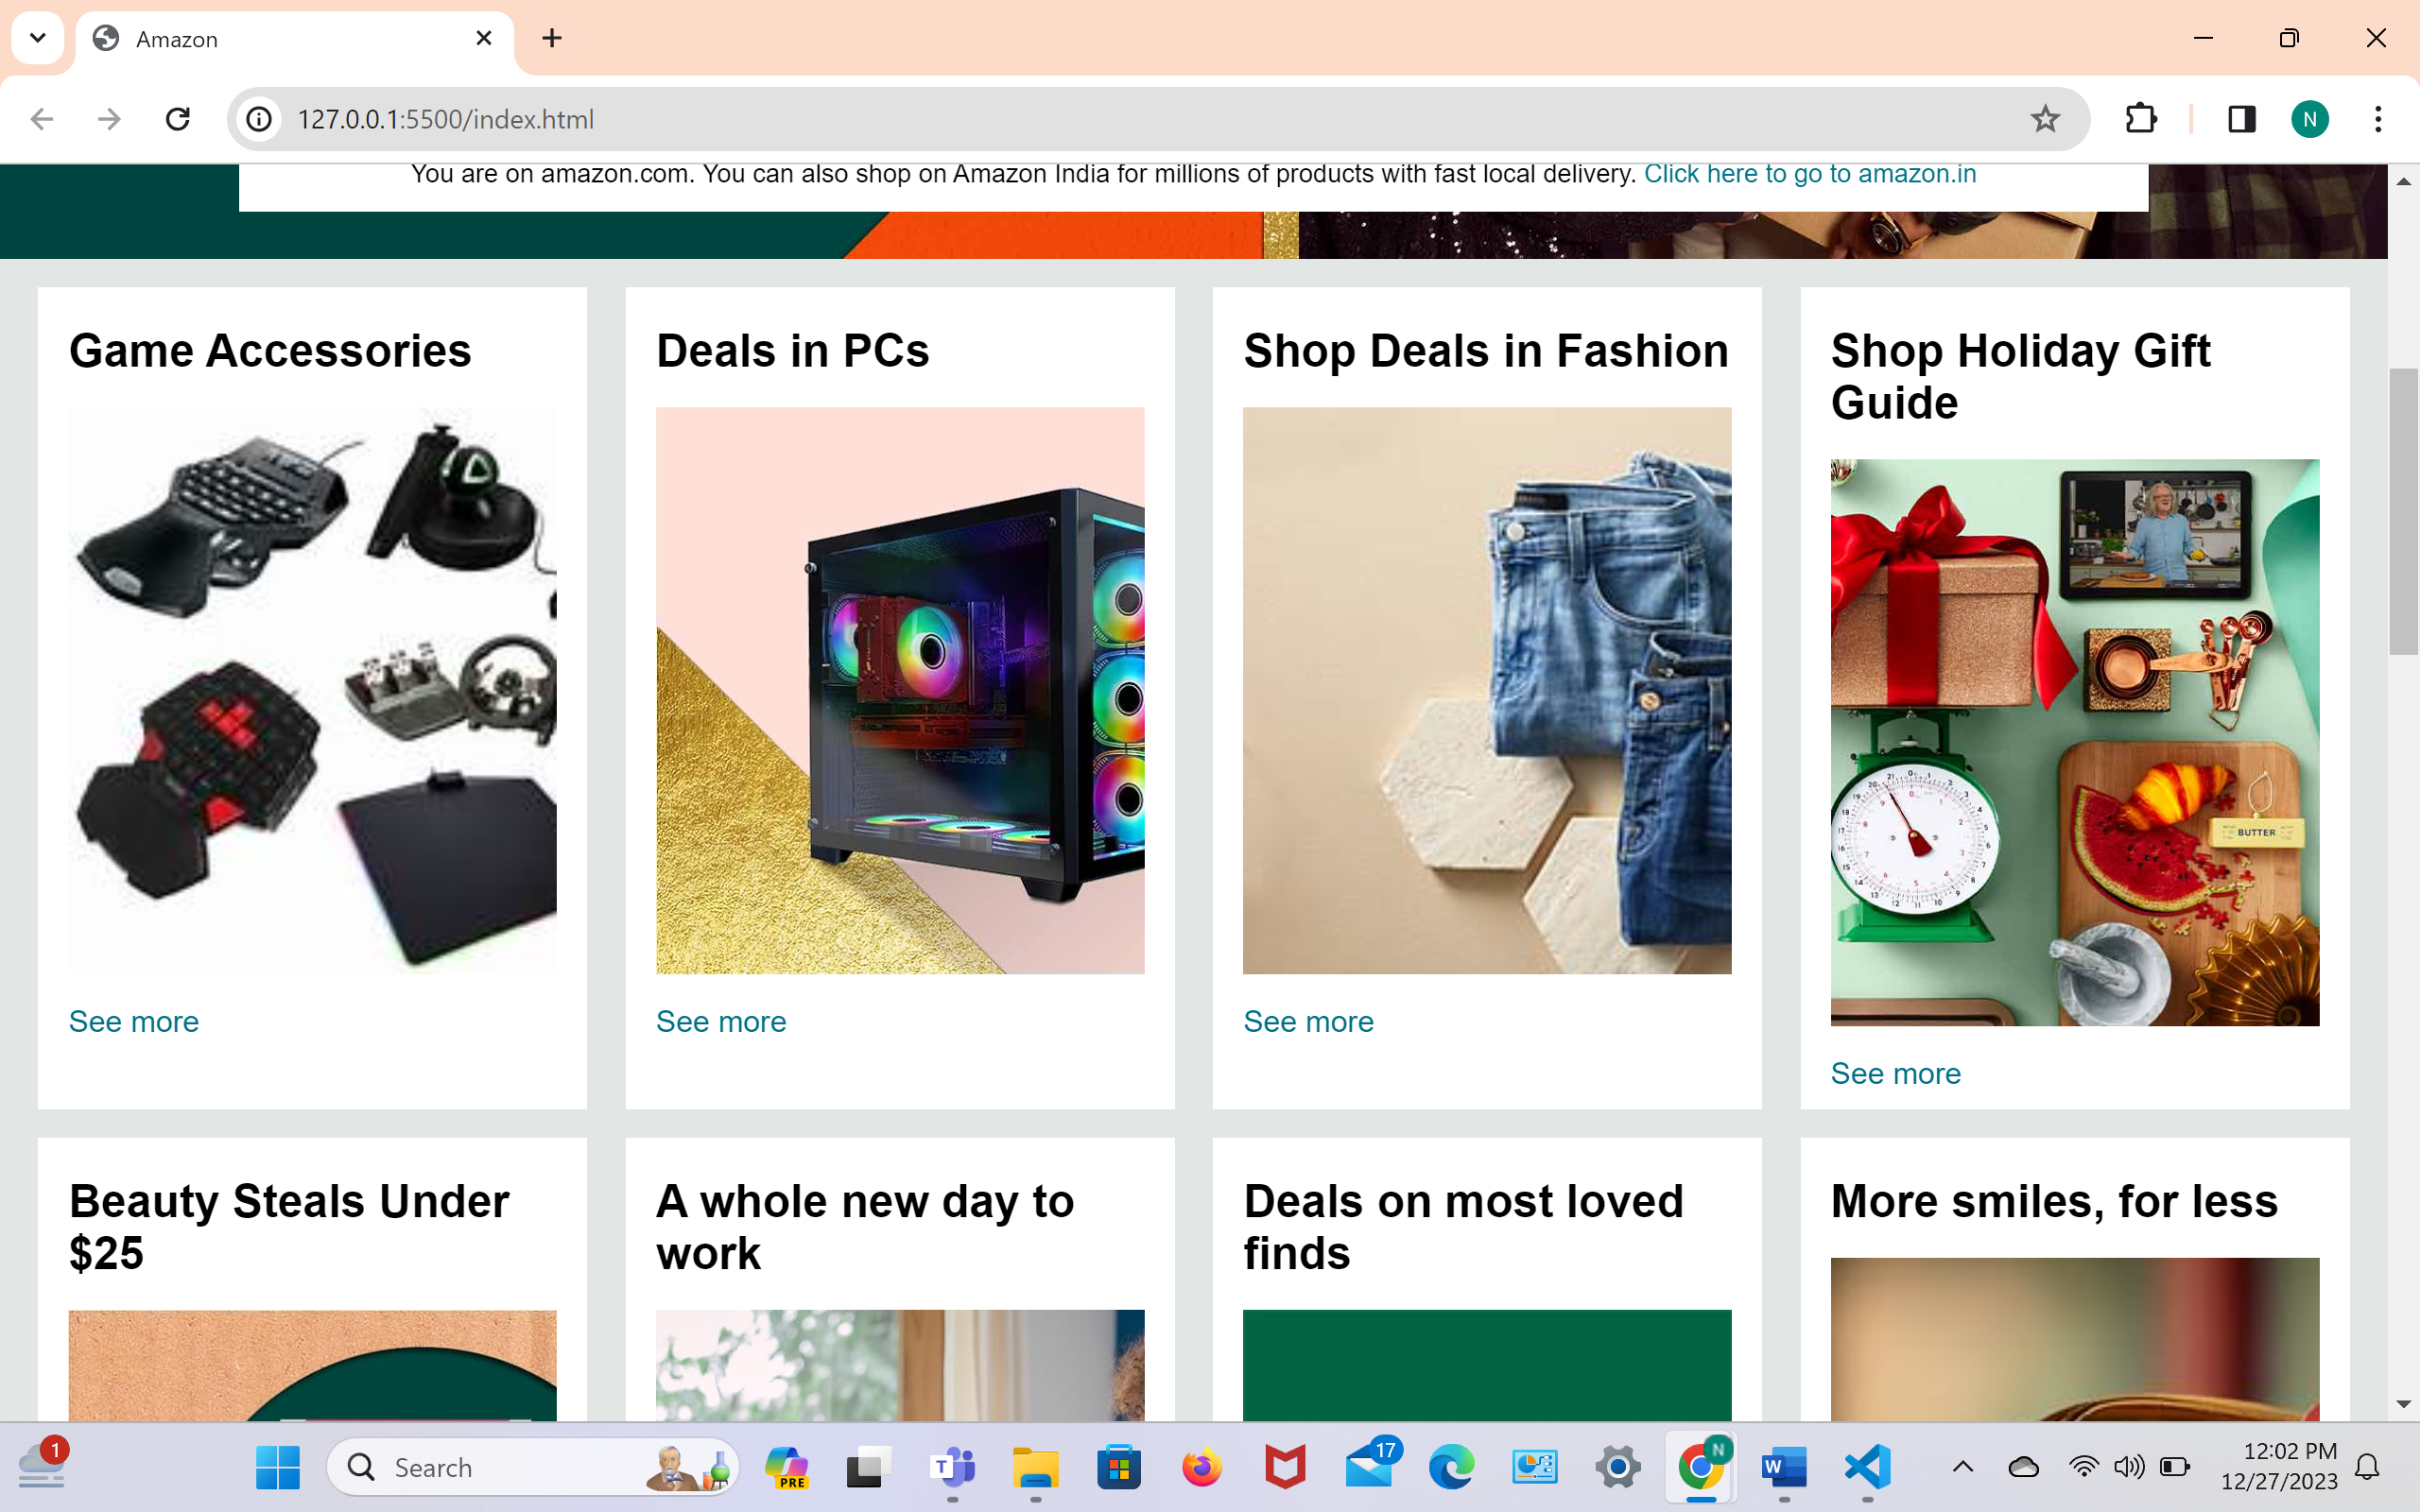 Amazon
127.0.0.1:5500/index.html
N
You are on amazon.com. You can also shop on Amazon India for millions of products with fast local delivery. Click here to go to amazon.in
Game Accessories
Deals in PCs
Shop Deals in Fashion
Shop Holiday Gift
Guide
BUTTER
See more
See more
See more
See more
Beauty Steals Under
$25
A whole new day to
work
Deals on most loved
finds
More smiles, for less
1
Search
PRE
T
17
N
W
12:02 PM
12/27/2023